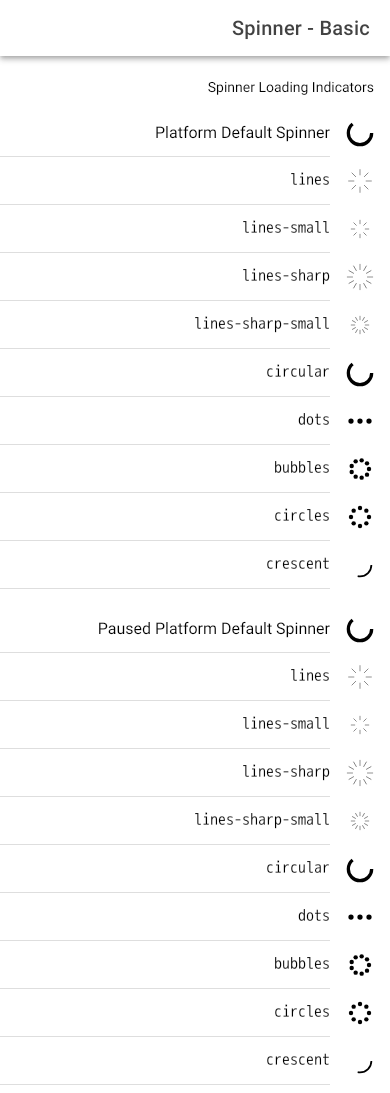 Spinner - Basic
Spinner Loading Indicators
Platform Default Spinner
lines
lines-small
lines-sharp
lines-sharp-small
circular
dots
bubbles
circles
crescent
Paused Platform Default Spinner
lines
lines-small
lines-sharp
lines-sharp-small
circular
dots
bubbles
circles
crescent